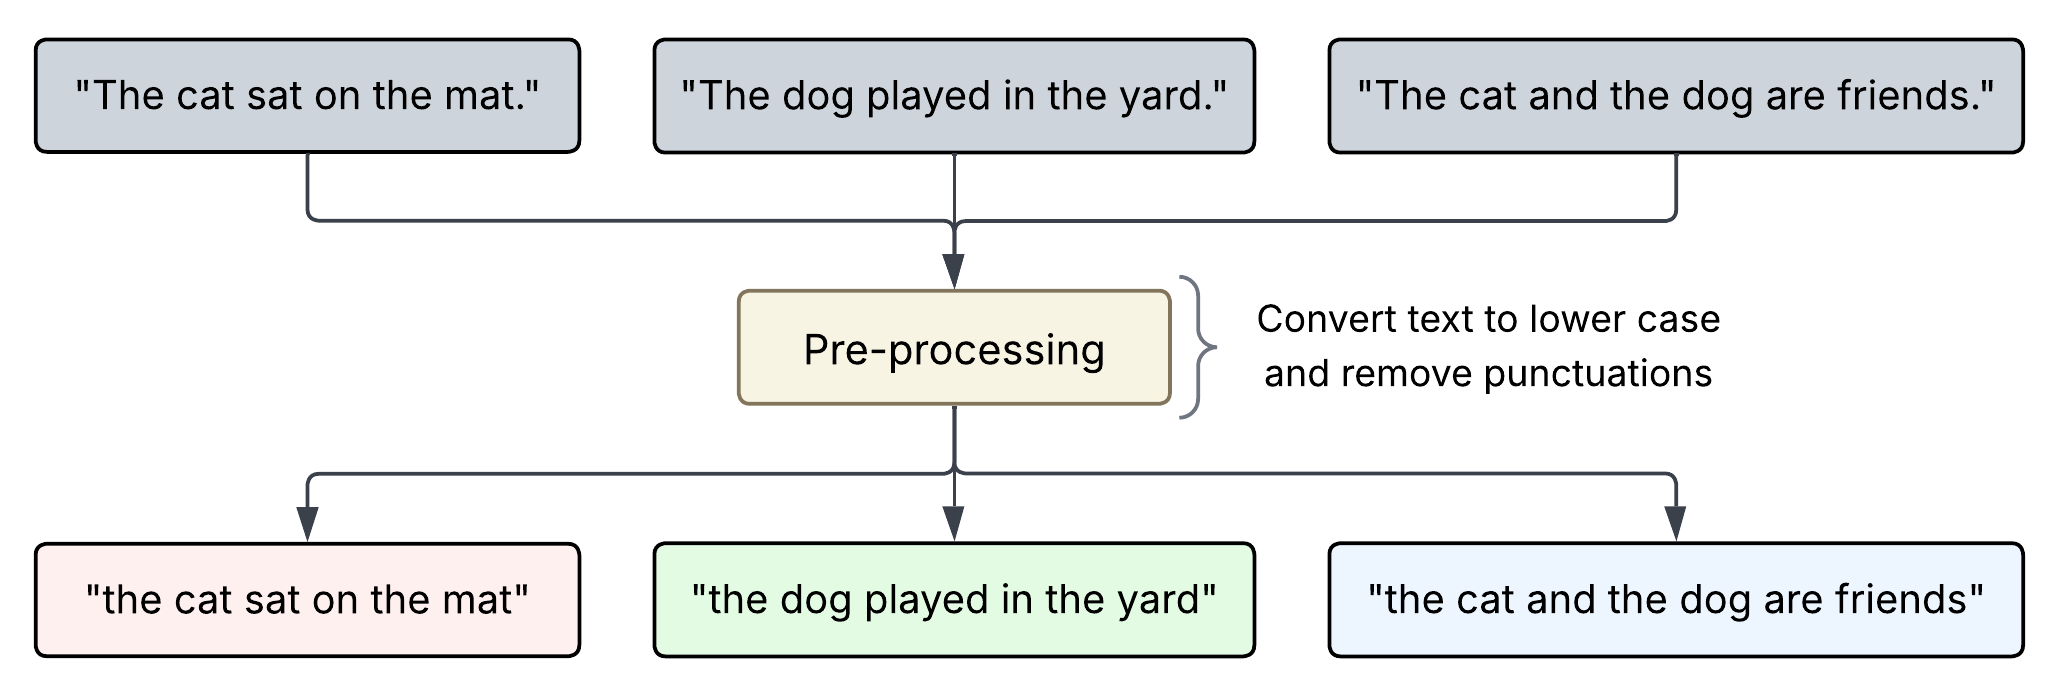 "The cat sat on the mat."
"The dog played in the yard."
"The cat and the dog are friends."
Pre-processing
Convert text to lower case
and remove punctuations
"the cat sat on the mat"
"the dog played in the yard"
"the cat and the dog are friends"